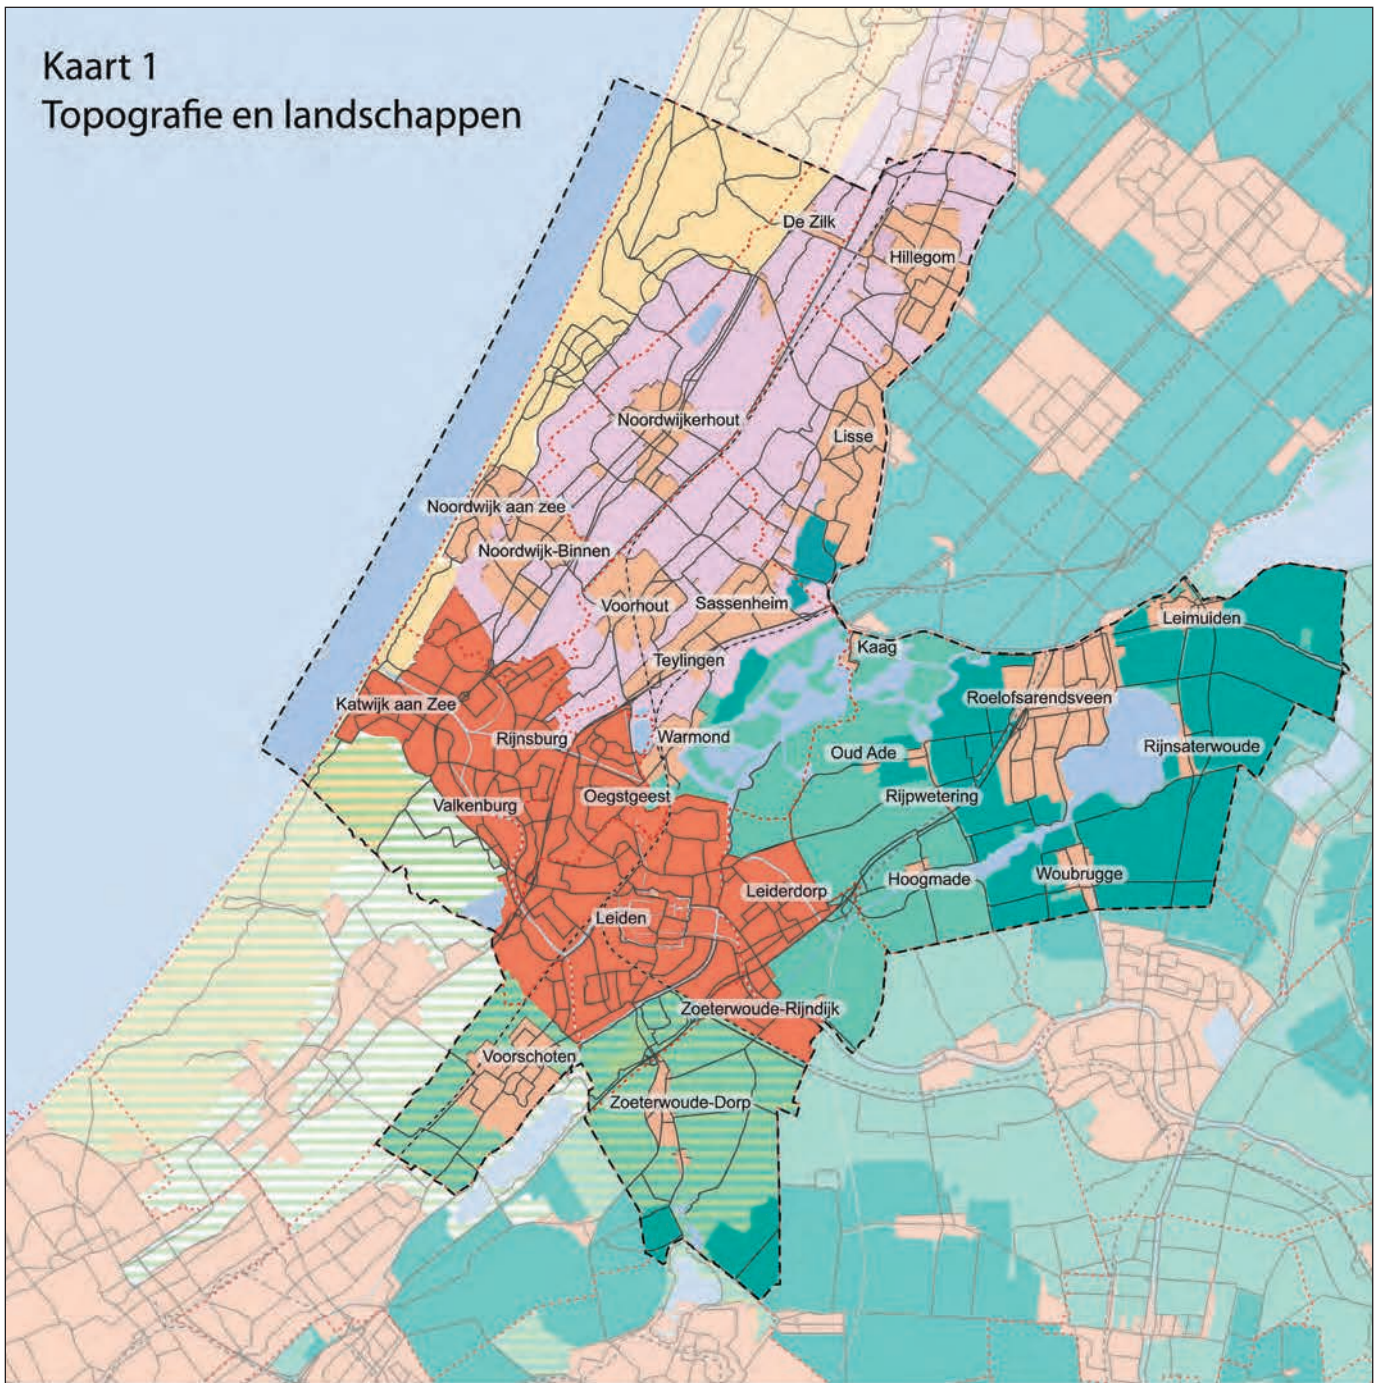 Kaart 1
Topografie en landschappen
De Zilk
Hillegom
Noordwijkerhout
Lisse
Noordwijk aan zee
Noordwijk-Binnen
Voorhout
Sassenheim
Leimuiden
Kaag
Teylingen
Roelofsarendsveen
Katwijk aan Zee
Rijnsburg
Warmond
Rijnsaterwoude
Oud Ade
Valkenburg
Oegstgeest
Rijpwetering
Hoogmade
Woubrugge
Leiderdorp
Leiden
Zoeterwoude-Rijndijk
Voorschoten
Zoeterwoude-Dorp